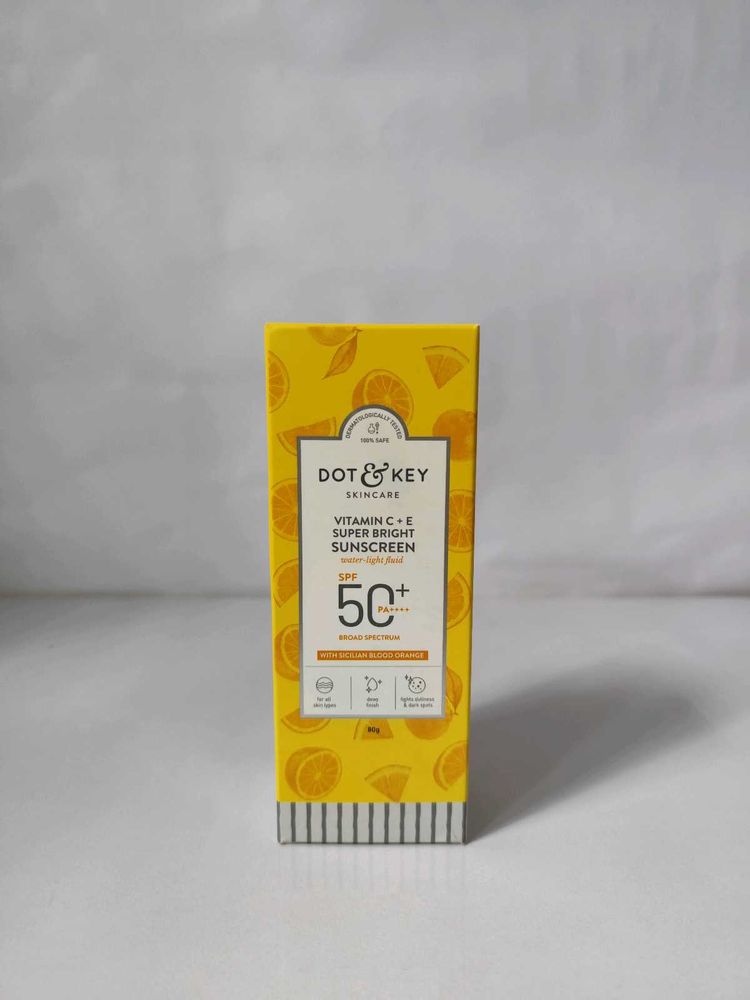 DERMATOLOGICALLY TESTED
100% SAFE
DOT & KEY
SKINCARE
VITAMIN C + E
SUPER BRIGHT
SUNSCREEN
water-light fluid
SPF
50+
PA++++
BROAD SPECTRUM
WITH SICILIAN BLOOD ORANGE
for all
skin types
dewy
finish
fights dullness
& dark spots
80g